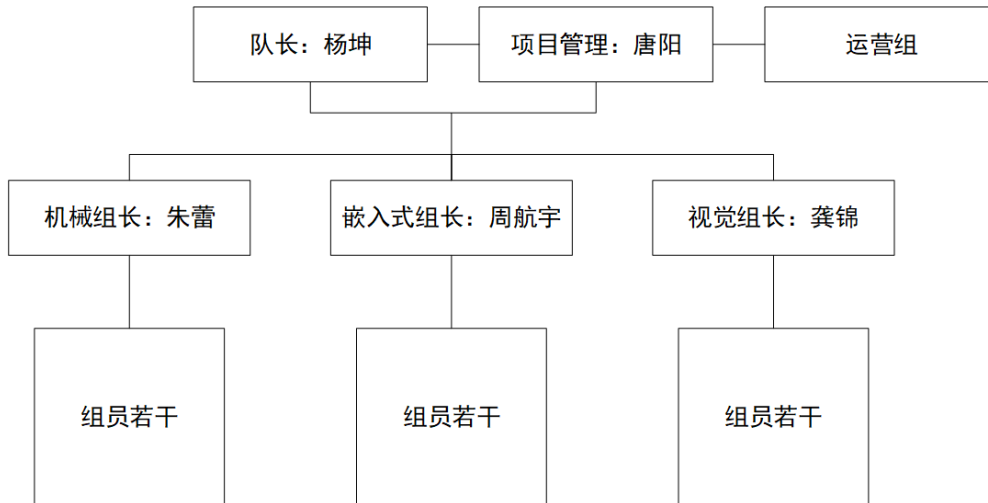 队长：杨坤
项目管理：唐阳
运营组
机械组长：朱蕾
嵌入式组长：周航宇
视觉组长：龚锦
组员若干
组员若干
组员若干